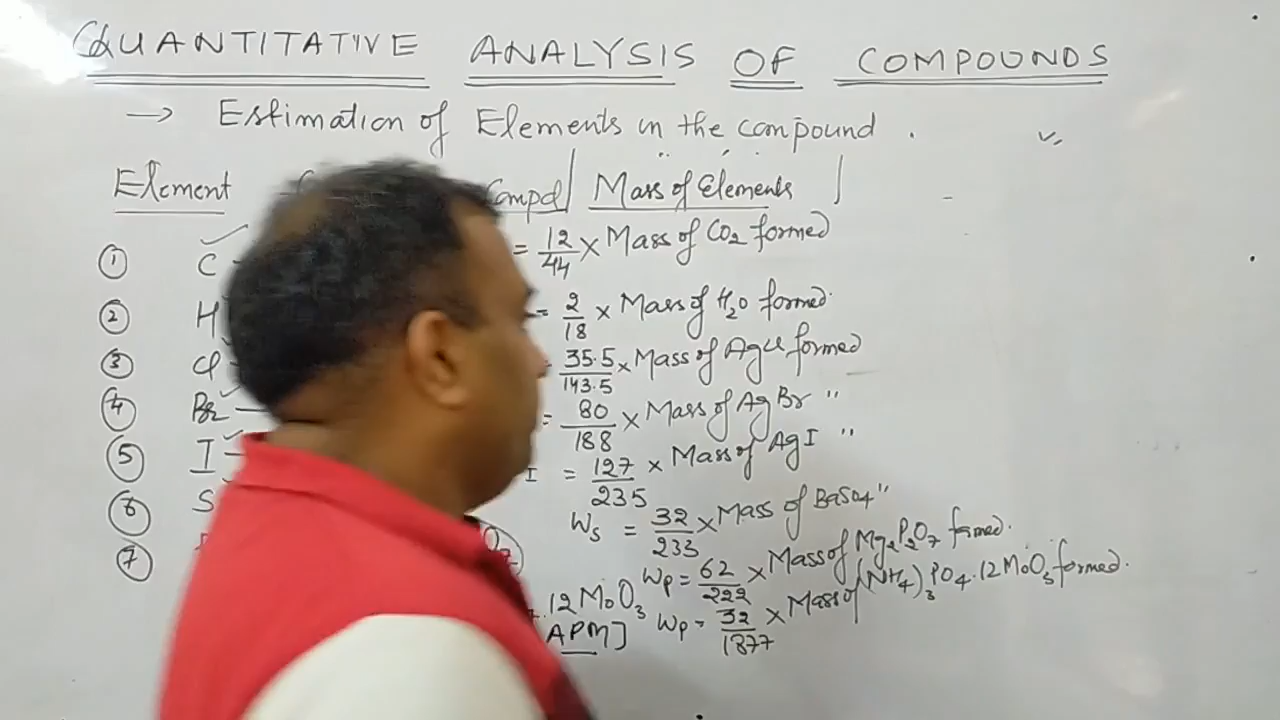 QUANTITATIVE ANALYSIS OF COMPOUNDS
→ Estimation of Elements in the compound .
Element Compd Mass of Elements
① C = 12/44 × Mass of CO₂ formed
② H = 2/18 × Mass of H₂O formed
③ Cl 35.5/143.5 × Mass of AgCl formed
④ Br = 80/188 × Mass of AgBr "
⑤ I I = 127/235 × Mass of AgI "
⑥ S Ws = 32/233 × Mass of BaSO₄ "
⑦ Wp = 62/222 × Mass of Mg₂P₂O₇ formed.
.12MoO₃ Wp = 32/1877 × Mass of (NH₄)₃PO₄.12MoO₃ formed.
APM]